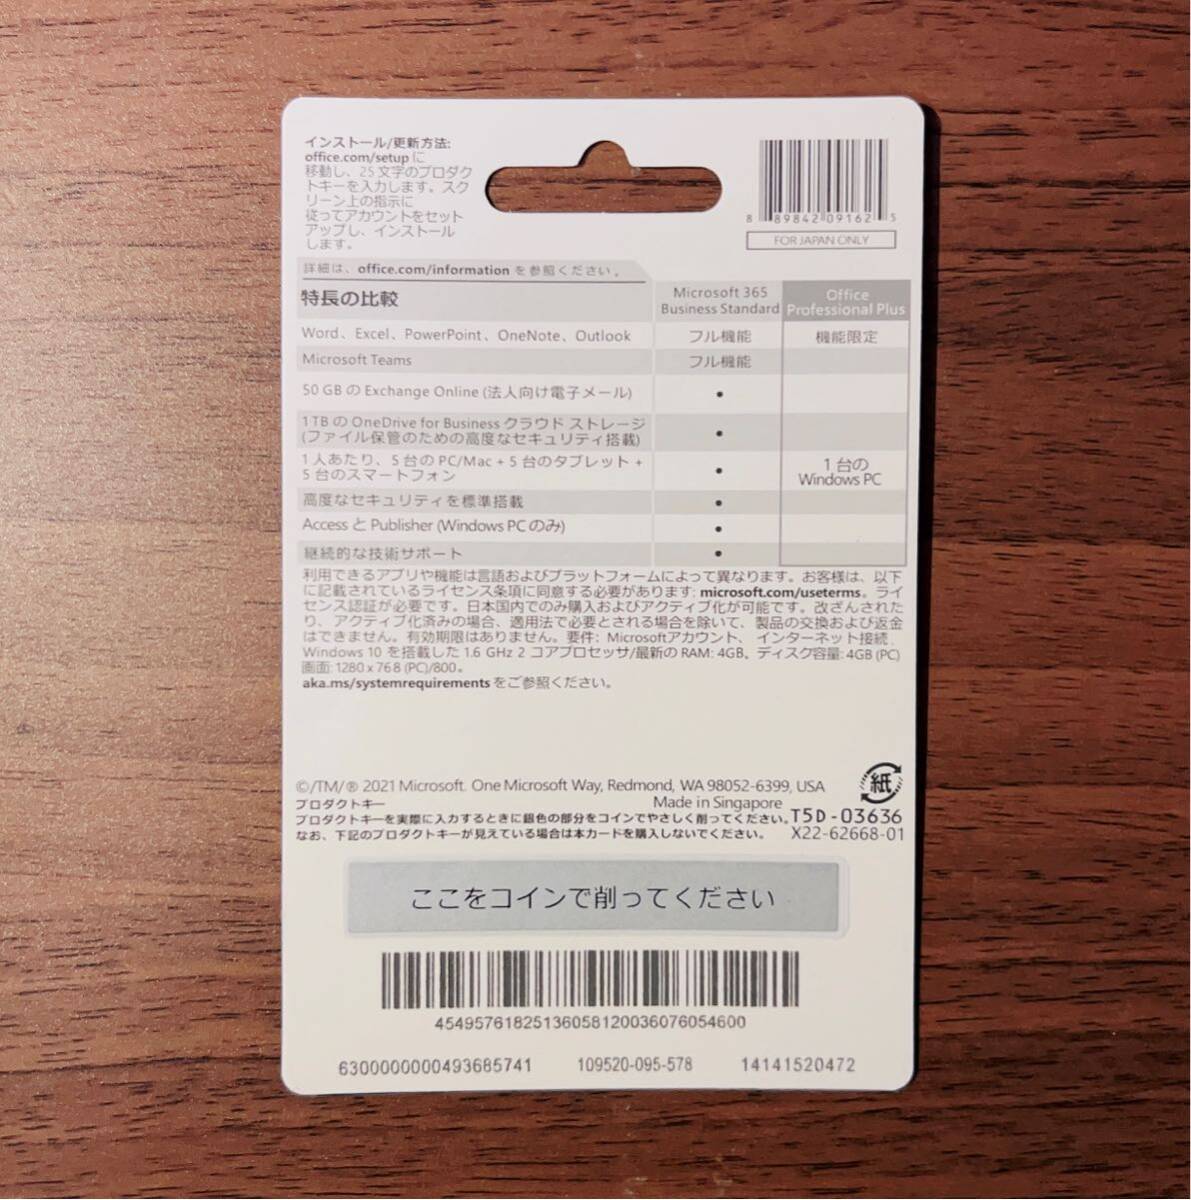 インストール/更新方法:
office.com/setup に
移動し、25 文字のプロダク
トキーを入力します。スク
リーン上の指示に
従ってアカウントをセット
アップし、インストール
します。
8 89842 09162 5
FOR JAPAN ONLY
詳細は、office.com/information を参照ください。
特長の比較
Microsoft 365
Business Standard
Office
Professional Plus
Word、Excel、PowerPoint、OneNote、Outlook フル機能 機能限定
Microsoft Teams フル機能
50 GB の Exchange Online (法人向け電子メール) •
1 TB の OneDrive for Business クラウド ストレージ
(ファイル保管のための高度なセキュリティ搭載) •
1 人あたり、5 台の PC/Mac + 5 台のタブレット +
5 台のスマートフォン •
1 台の
Windows PC
高度なセキュリティを標準搭載 •
Access と Publisher (Windows PC のみ) •
継続的な技術サポート •
利用できるアプリや機能は言語およびプラットフォームによって異なります。お客様は、以下
に記載されているライセンス条項に同意する必要があります: microsoft.com/useterms。ライ
センス認証が必要です。日本国内でのみ購入およびアクティブ化が可能です。改ざんされた
り、アクティブ化済みの場合、適用法で必要とされる場合を除いて、製品の交換および返金
はできません。有効期限はありません。要件: Microsoftアカウント、インターネット接続、
Windows 10 を搭載した 1.6 GHz 2 コアプロセッサ/最新の RAM: 4GB、ディスク容量: 4GB (PC)
画面: 1280 x 768 (PC)/800。
aka.ms/systemrequirements をご参照ください。
©/TM/® 2021 Microsoft. One Microsoft Way, Redmond, WA 98052-6399, USA
紙
プロダクトキー
Made in Singapore
プロダクトキーを実際に入力するときに銀色の部分をコインでやさしく削ってください。T5D-03636
なお、下記のプロダクトキーが見えている場合は本カードを購入しないでください。 X22-62668-01
ここをコインで削ってください
45495761825136058120036076054600
6300000000493685741 109520-095-578 14141520472